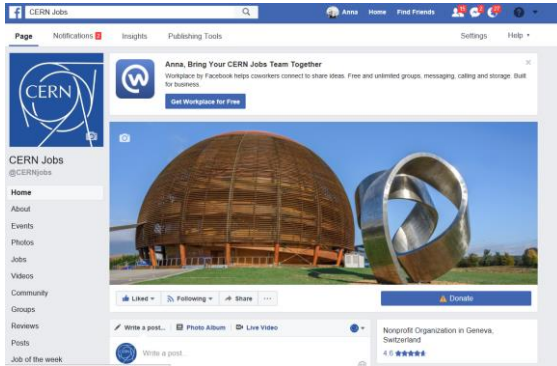 CERN Jobs
Anna Home Find Friends
Page Notifications 2 Insights Publishing Tools Settings Help
Anna, Bring Your CERN Jobs Team Together
Workplace by Facebook helps coworkers connect to share ideas. Free and unlimited groups, messaging, calling and storage. Built
for business.
Get Workplace for Free
CERN
CERN Jobs
@CERNjobs
Home
About
Events
Photos
Jobs
Videos
Community
Groups
Reviews
Posts
Job of the week
Liked Following Share
Donate
Write a post... Photo Album Live Video
Write a post...
Nonprofit Organization in Geneva,
Switzerland
4.6 ★★★★★